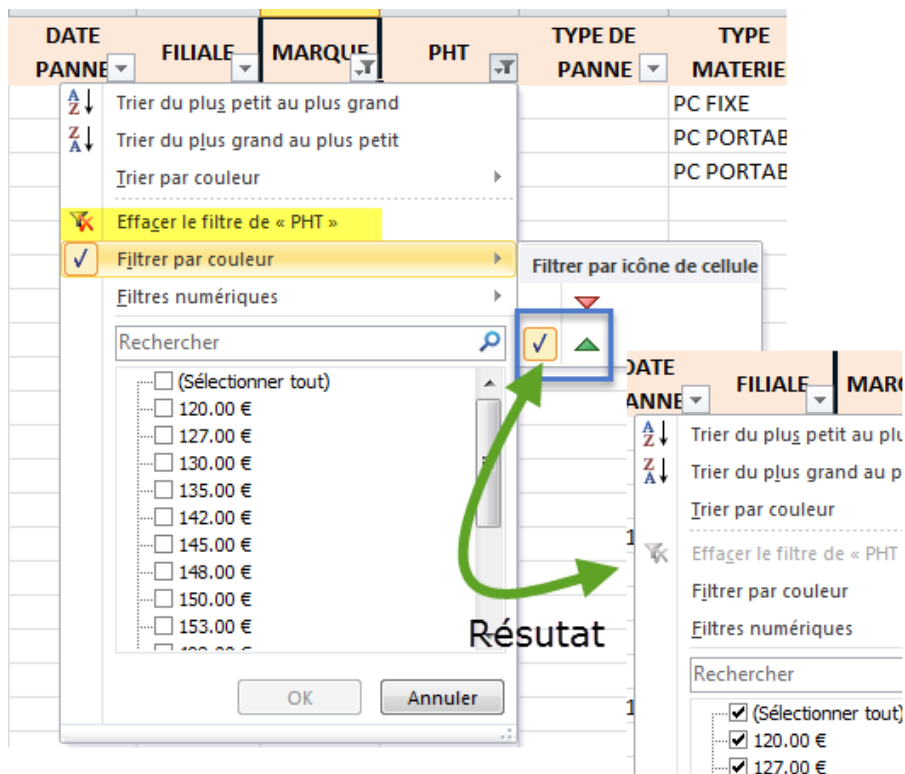 DATE PANNE FILIALE MARQUE PHT TYPE DE PANNE TYPE MATERIE
PC FIXE
PC PORTAB
PC PORTAB
Trier du plus petit au plus grand
Trier du plus grand au plus petit
Trier par couleur
Effacer le filtre de « PHT »
Filtrer par couleur
Filtres numériques
Rechercher
(Sélectionner tout)
120.00 €
127.00 €
130.00 €
135.00 €
142.00 €
145.00 €
148.00 €
150.00 €
153.00 €
OK Annuler
Filtrer par icône de cellule
Résutat
DATE ANNE FILIALE MARQ
Trier du plus petit au plu
Trier du plus grand au p
Trier par couleur
Effacer le filtre de « PHT
Filtrer par couleur
Filtres numériques
Rechercher
(Sélectionner tout)
120.00 €
127.00 €
1
1